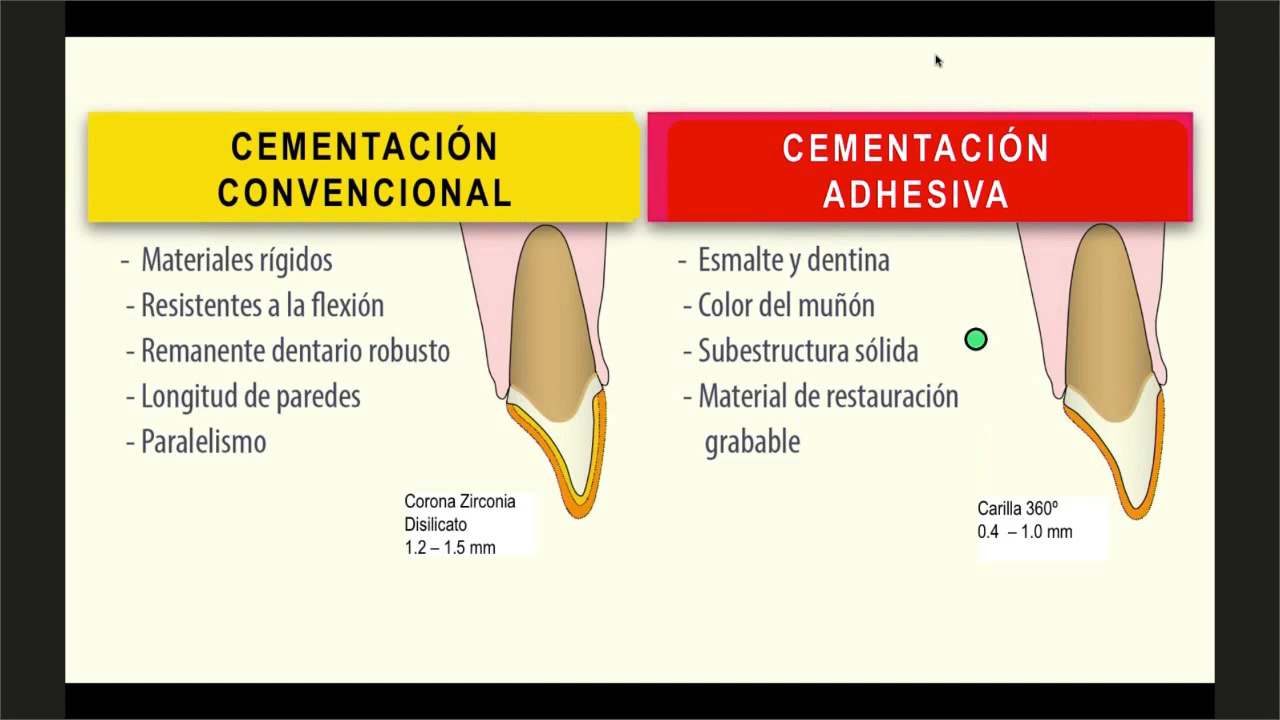 CEMENTACIÓN
CONVENCIONAL
- Materiales rígidos
- Resistentes a la flexión
- Remanente dentario robusto
- Longitud de paredes
- Paralelismo
Corona Zirconia
Disilicato
1.2 – 1.5 mm
CEMENTACIÓN
ADHESIVA
- Esmalte y dentina
- Color del muñón
- Subestructura sólida
- Material de restauración
grabable
Carilla 360º
0.4 – 1.0 mm